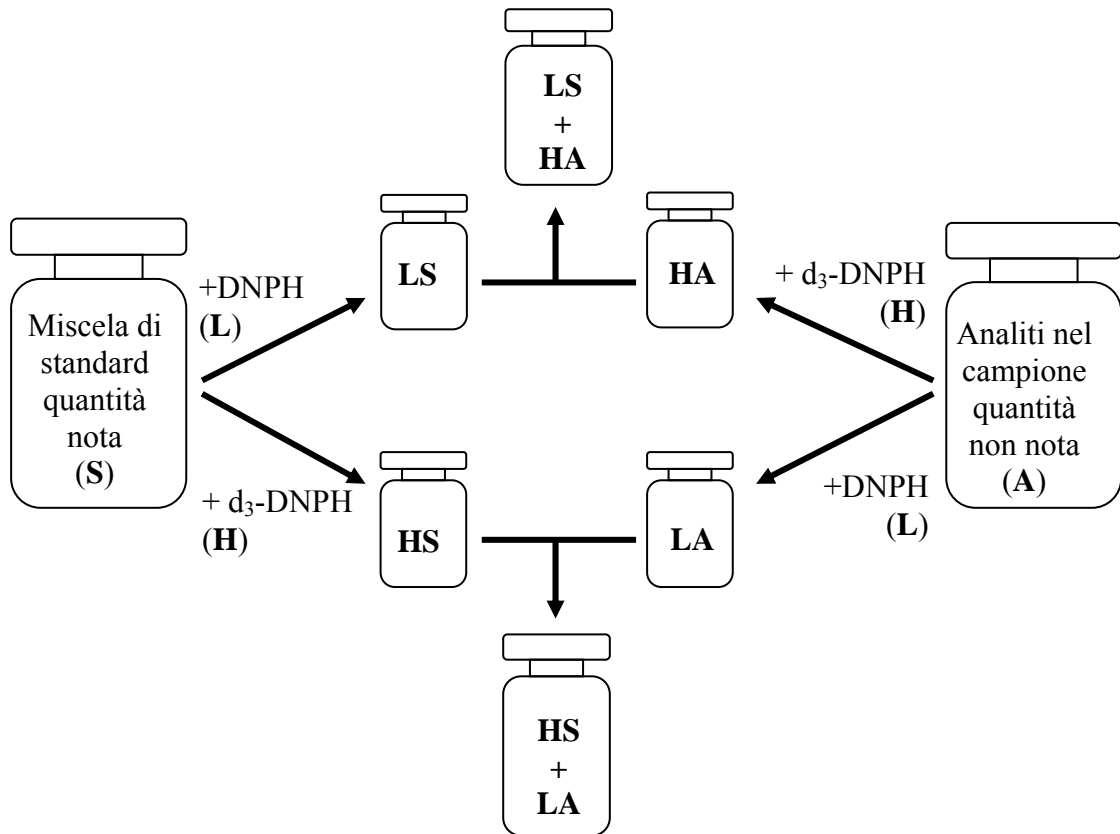 LS
+
HA
LS
HA
+DNPH
(L)
+ d₃-DNPH
(H)
Miscela di
standard
quantità
nota
(S)
Analiti nel
campione
quantità
non nota
(A)
+ d₃-DNPH
(H)
+DNPH
(L)
HS
LA
HS
+
LA